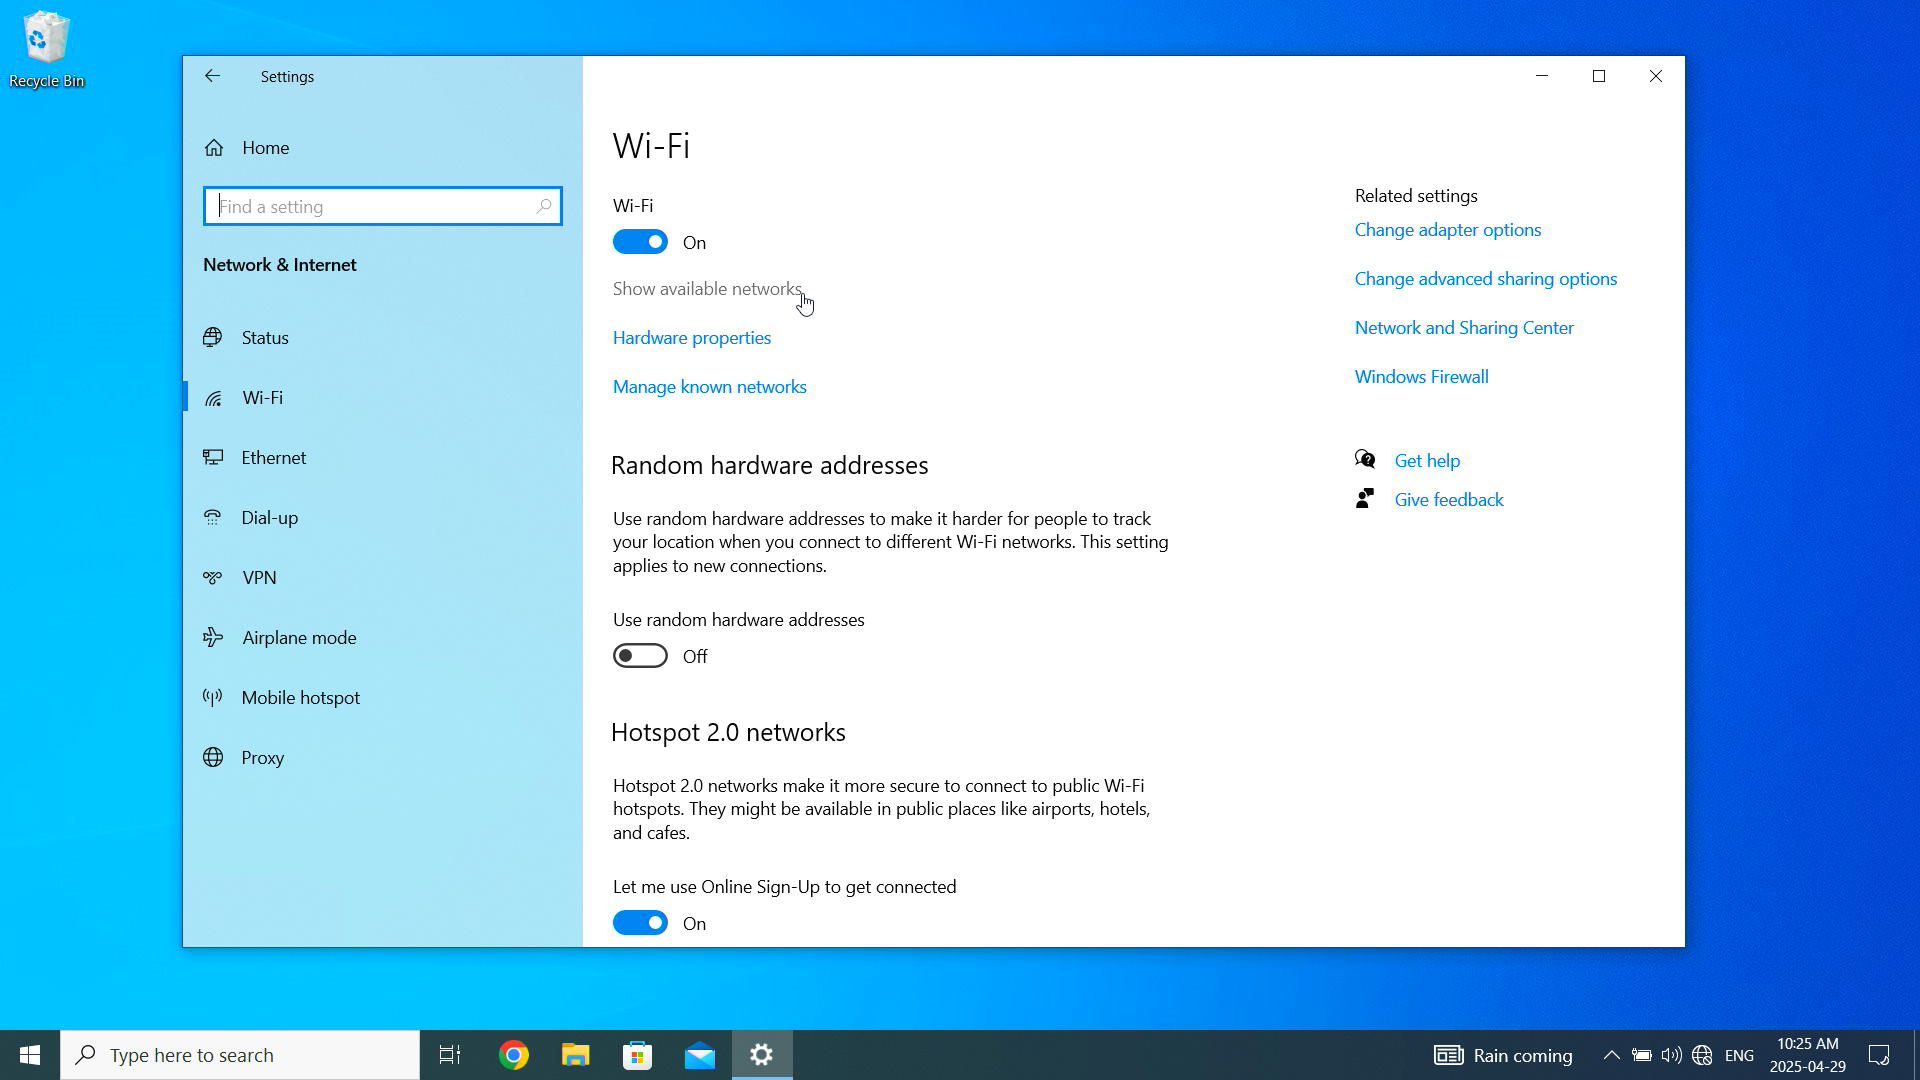 Recycle Bin
Settings
Home
Find a setting
Network & Internet
Status
Wi-Fi
Ethernet
Dial-up
VPN
Airplane mode
Mobile hotspot
Proxy
Wi-Fi
Wi-Fi
On
Show available networks
Hardware properties
Manage known networks
Random hardware addresses
Use random hardware addresses to make it harder for people to track
your location when you connect to different Wi-Fi networks. This setting
applies to new connections.
Use random hardware addresses
Off
Hotspot 2.0 networks
Hotspot 2.0 networks make it more secure to connect to public Wi-Fi
hotspots. They might be available in public places like airports, hotels,
and cafes.
Let me use Online Sign-Up to get connected
On
Related settings
Change adapter options
Change advanced sharing options
Network and Sharing Center
Windows Firewall
Get help
Give feedback
Type here to search
Rain coming
ENG
10:25 AM
2025-04-29